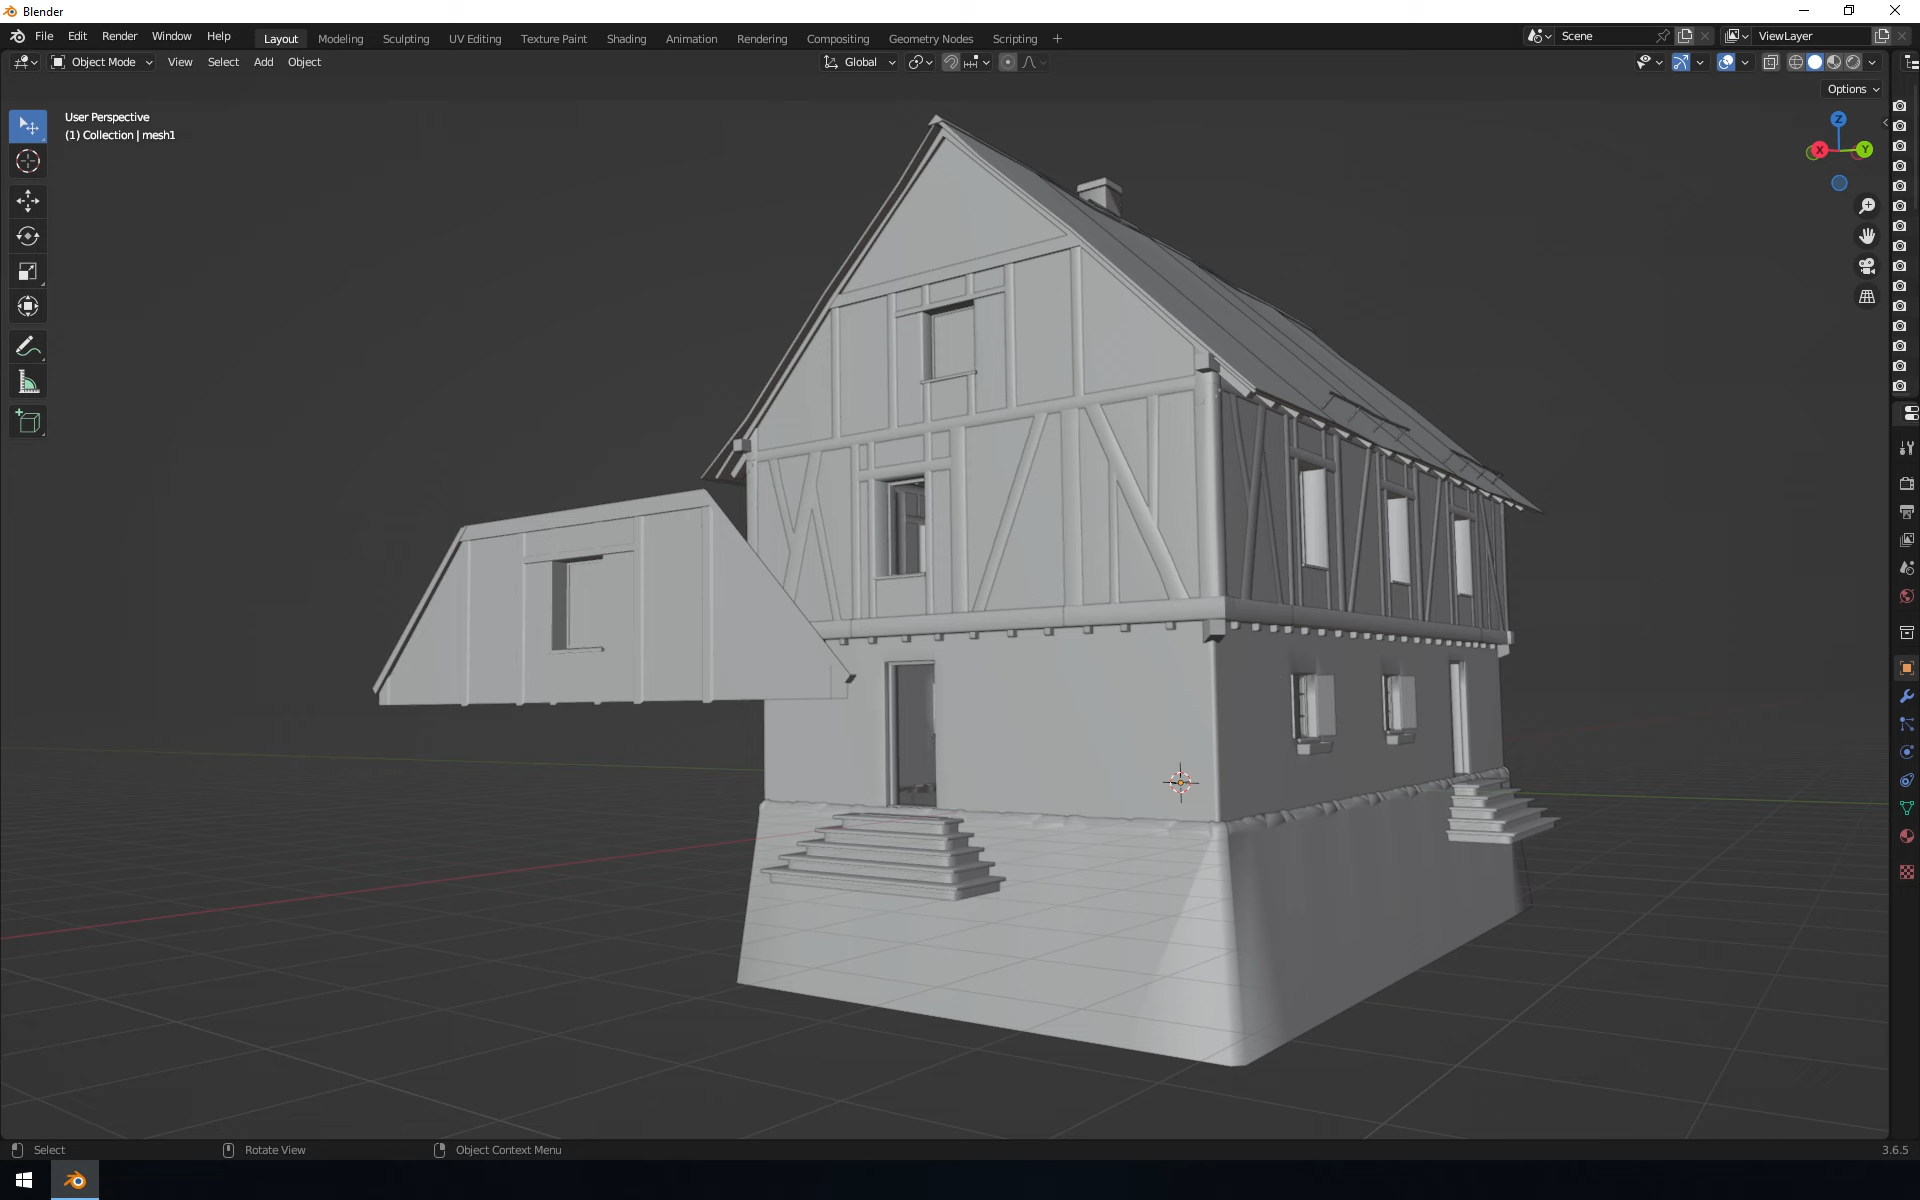 Blender
File Edit Render Window Help Layout Modeling Sculpting UV Editing Texture Paint Shading Animation Rendering Compositing Geometry Nodes Scripting + Scene ViewLayer
Object Mode View Select Add Object Global
Options
User Perspective
(1) Collection | mesh1
Z
X Y
Select Rotate View Object Context Menu 3.6.5